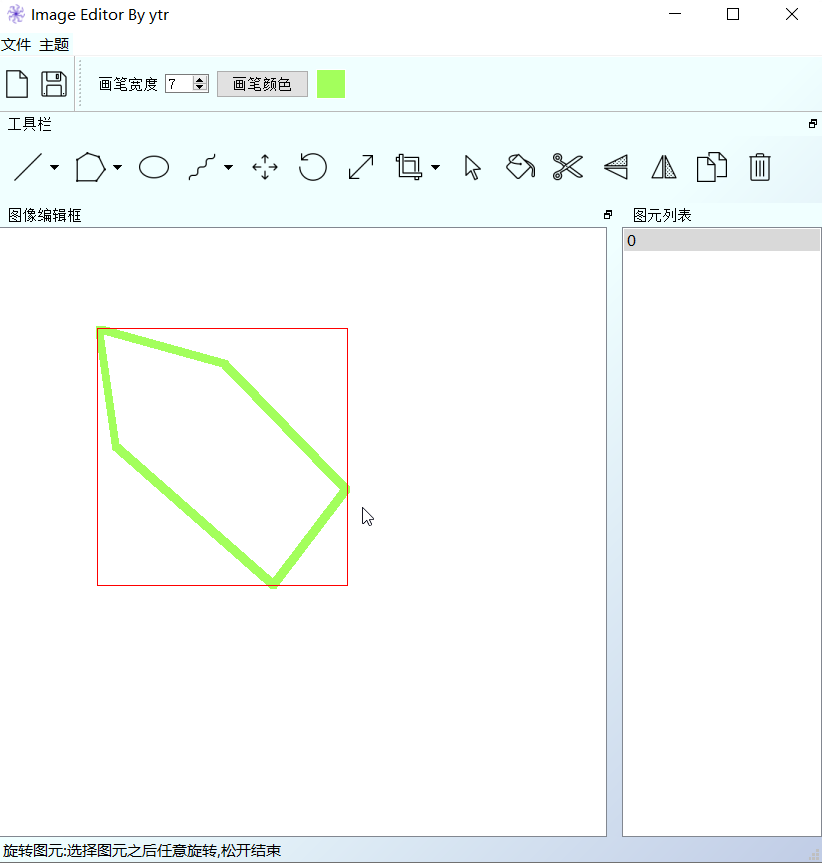 Image Editor By ytr
文件 主题
画笔宽度 7 画笔颜色
工具栏
图像编辑框 图元列表
0
旋转图元:选择图元之后任意旋转,松开结束